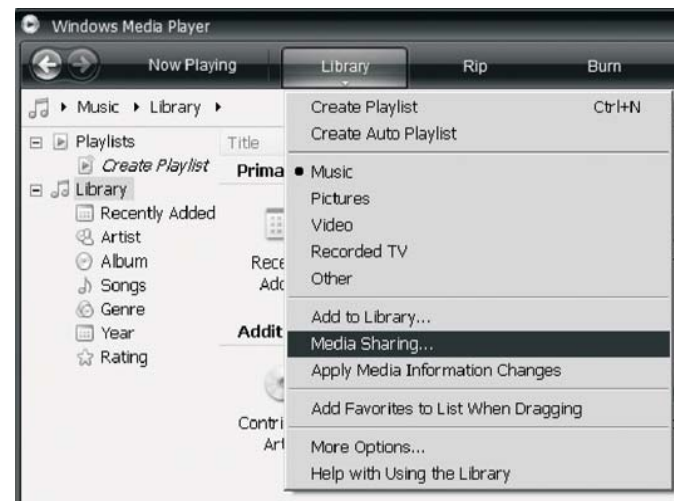 Windows Media Player
Now Playing Library Rip Burn
Music Library
Playlists
Create Playlist
Library
Recently Added
Artist
Album
Songs
Genre
Year
Rating
Title
Prima
Rece
Add
Addit
Contri
Art
Create Playlist Ctrl+N
Create Auto Playlist
Music
Pictures
Video
Recorded TV
Other
Add to Library...
Media Sharing...
Apply Media Information Changes
Add Favorites to List When Dragging
More Options...
Help with Using the Library